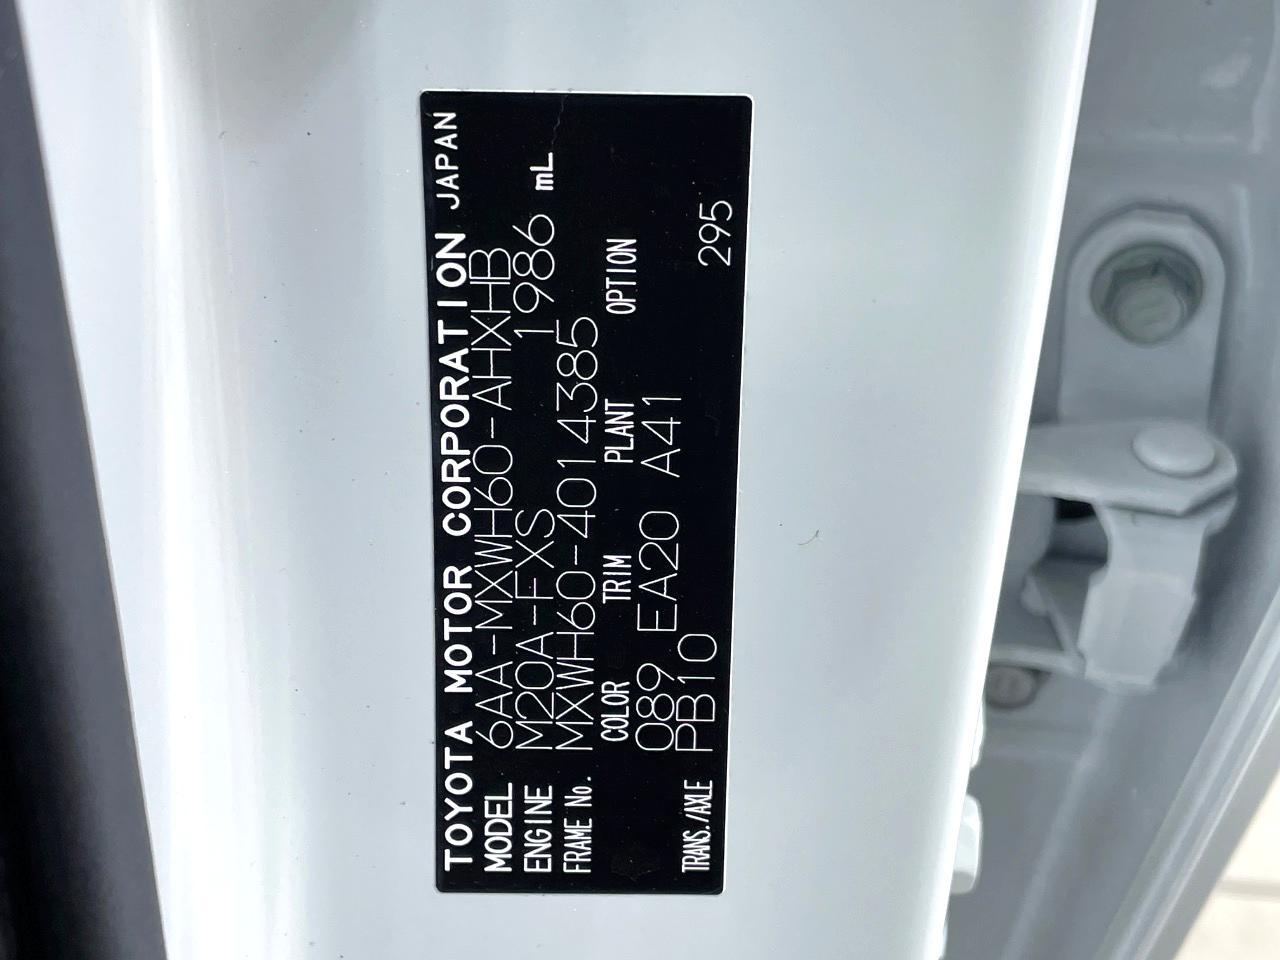 TOYOTA MOTOR CORPORATION JAPAN
MODEL 6AA-MXWH60-AHXHB
ENGINE M20A-FXS 1986 mL
FRAME No. MXWH60-4014385
COLOR TRIM PLANT OPTION
089 EA20 A41
TRANS./AXLE PB10 295